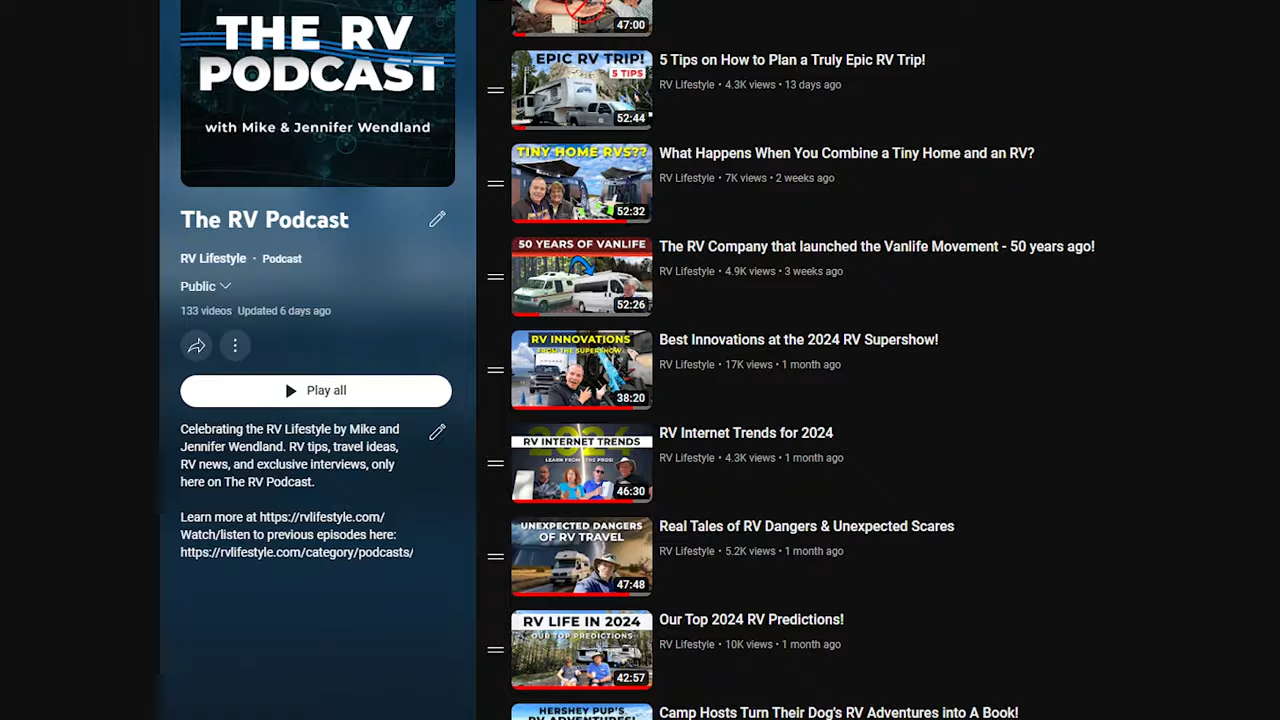 THE RV
PODCAST
with Mike & Jennifer Wendland
The RV Podcast
RV Lifestyle · Podcast
Public
133 videos Updated 6 days ago
Play all
Celebrating the RV Lifestyle by Mike and
Jennifer Wendland. RV tips, travel ideas,
RV news, and exclusive interviews, only
here on The RV Podcast.
Learn more at https://rvlifestyle.com/
Watch/listen to previous episodes here:
https://rvlifestyle.com/category/podcasts/
47:00
EPIC RV TRIP!
5 TIPS
52:44
5 Tips on How to Plan a Truly Epic RV Trip!
RV Lifestyle • 4.3K views • 13 days ago
TINY HOME RVS??
52:32
What Happens When You Combine a Tiny Home and an RV?
RV Lifestyle • 7K views • 2 weeks ago
50 YEARS OF VANLIFE
52:26
The RV Company that launched the Vanlife Movement - 50 years ago!
RV Lifestyle • 4.9K views • 3 weeks ago
RV INNOVATIONS
FROM THE SUPERSHOW
38:20
Best Innovations at the 2024 RV Supershow!
RV Lifestyle • 17K views • 1 month ago
2024
RV INTERNET TRENDS
LEARN FROM THE PROS!
46:30
RV Internet Trends for 2024
RV Lifestyle • 4.3K views • 1 month ago
UNEXPECTED DANGERS
OF RV TRAVEL
47:48
Real Tales of RV Dangers & Unexpected Scares
RV Lifestyle • 5.2K views • 1 month ago
RV LIFE IN 2024
OUR TOP PREDICTIONS
42:57
Our Top 2024 RV Predictions!
RV Lifestyle • 10K views • 1 month ago
HERSHEY PUP'S
RV ADVENTURES!
Camp Hosts Turn Their Dog's RV Adventures into A Book!